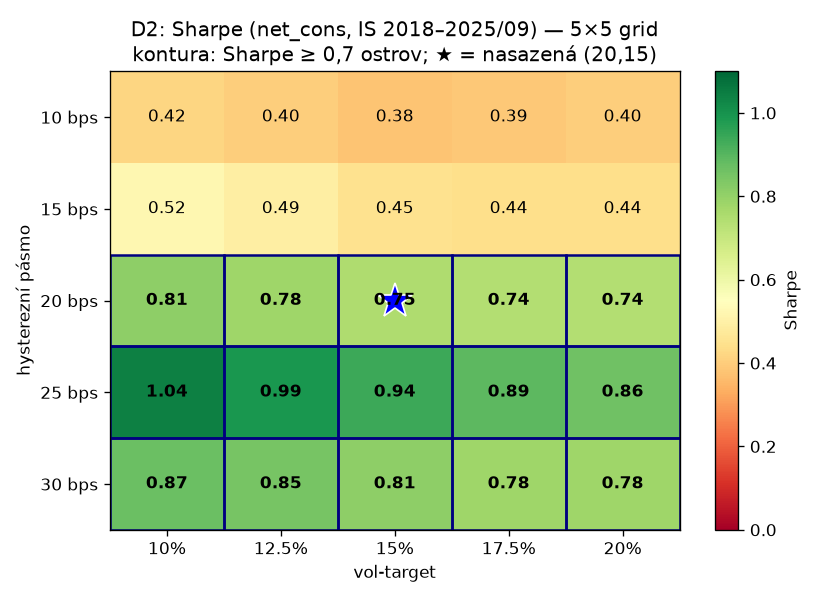 D2: Sharpe (net_cons, IS 2018–2025/09) — 5×5 grid
kontura: Sharpe ≥ 0,7 ostrov; ★ = nasazená (20,15)
hysterezní pásmo
10 bps 0.42 0.40 0.38 0.39 0.40
15 bps 0.52 0.49 0.45 0.44 0.44
20 bps 0.81 0.78 0.75 0.74 0.74
25 bps 1.04 0.99 0.94 0.89 0.86
30 bps 0.87 0.85 0.81 0.78 0.78
10% 12.5% 15% 17.5% 20%
vol-target
1.0
0.8
0.6
0.4
0.2
0.0
Sharpe